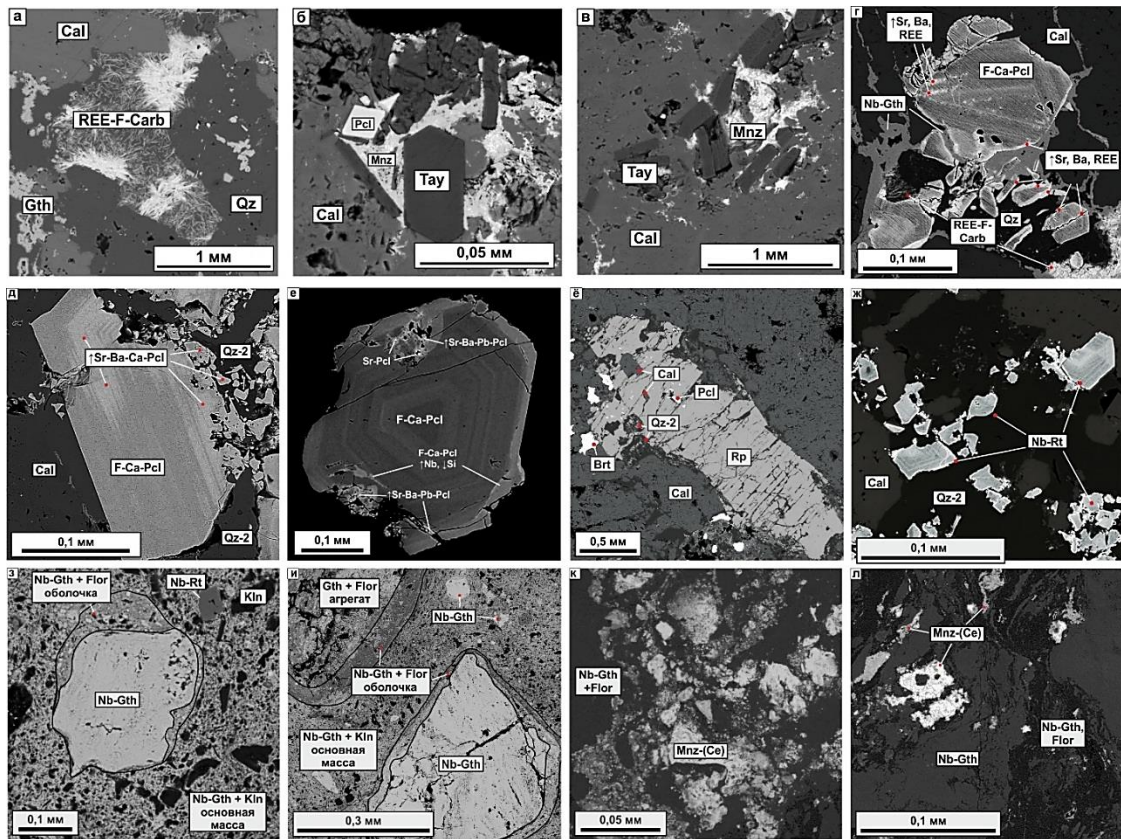 а
Cal
REE-F-Carb
Gth
Qz
1 мм
б
Pcl
Mnz
Tay
Cal
0,05 мм
в
Mnz
Tay
Cal
1 мм
г
↑Sr, Ba,
REE
Cal
F-Ca-Pcl
Nb-Gth
↑Sr, Ba, REE
Qz
REE-F-
Carb
0,1 мм
д
↑Sr-Ba-Ca-Pcl
Qz-2
F-Ca-Pcl
Cal
Qz-2
0,1 мм
е
↑Sr-Ba-Pb-Pcl
Sr-Pcl
F-Ca-Pcl
F-Ca-Pcl
↑Nb, ↓Si
↑Sr-Ba-Pb-Pcl
0,1 мм
ё
Cal
Pcl
Qz-2
Rp
Brt
Cal
0,5 мм
ж
Nb-Rt
Cal
Qz-2
0,1 мм
з
Nb-Gth + Flor
оболочка
Nb-Rt
Kln
Nb-Gth
Nb-Gth + Kln
основная
масса
0,1 мм
и
Gth + Flor
агрегат
Nb-Gth
Nb-Gth + Flor
оболочка
Nb-Gth + Kln
основная
масса
Nb-Gth
0,3 мм
к
Nb-Gth
+Flor
Mnz-(Ce)
0,05 мм
л
Mnz-(Ce)
Nb-Gth,
Flor
Nb-Gth
0,1 мм